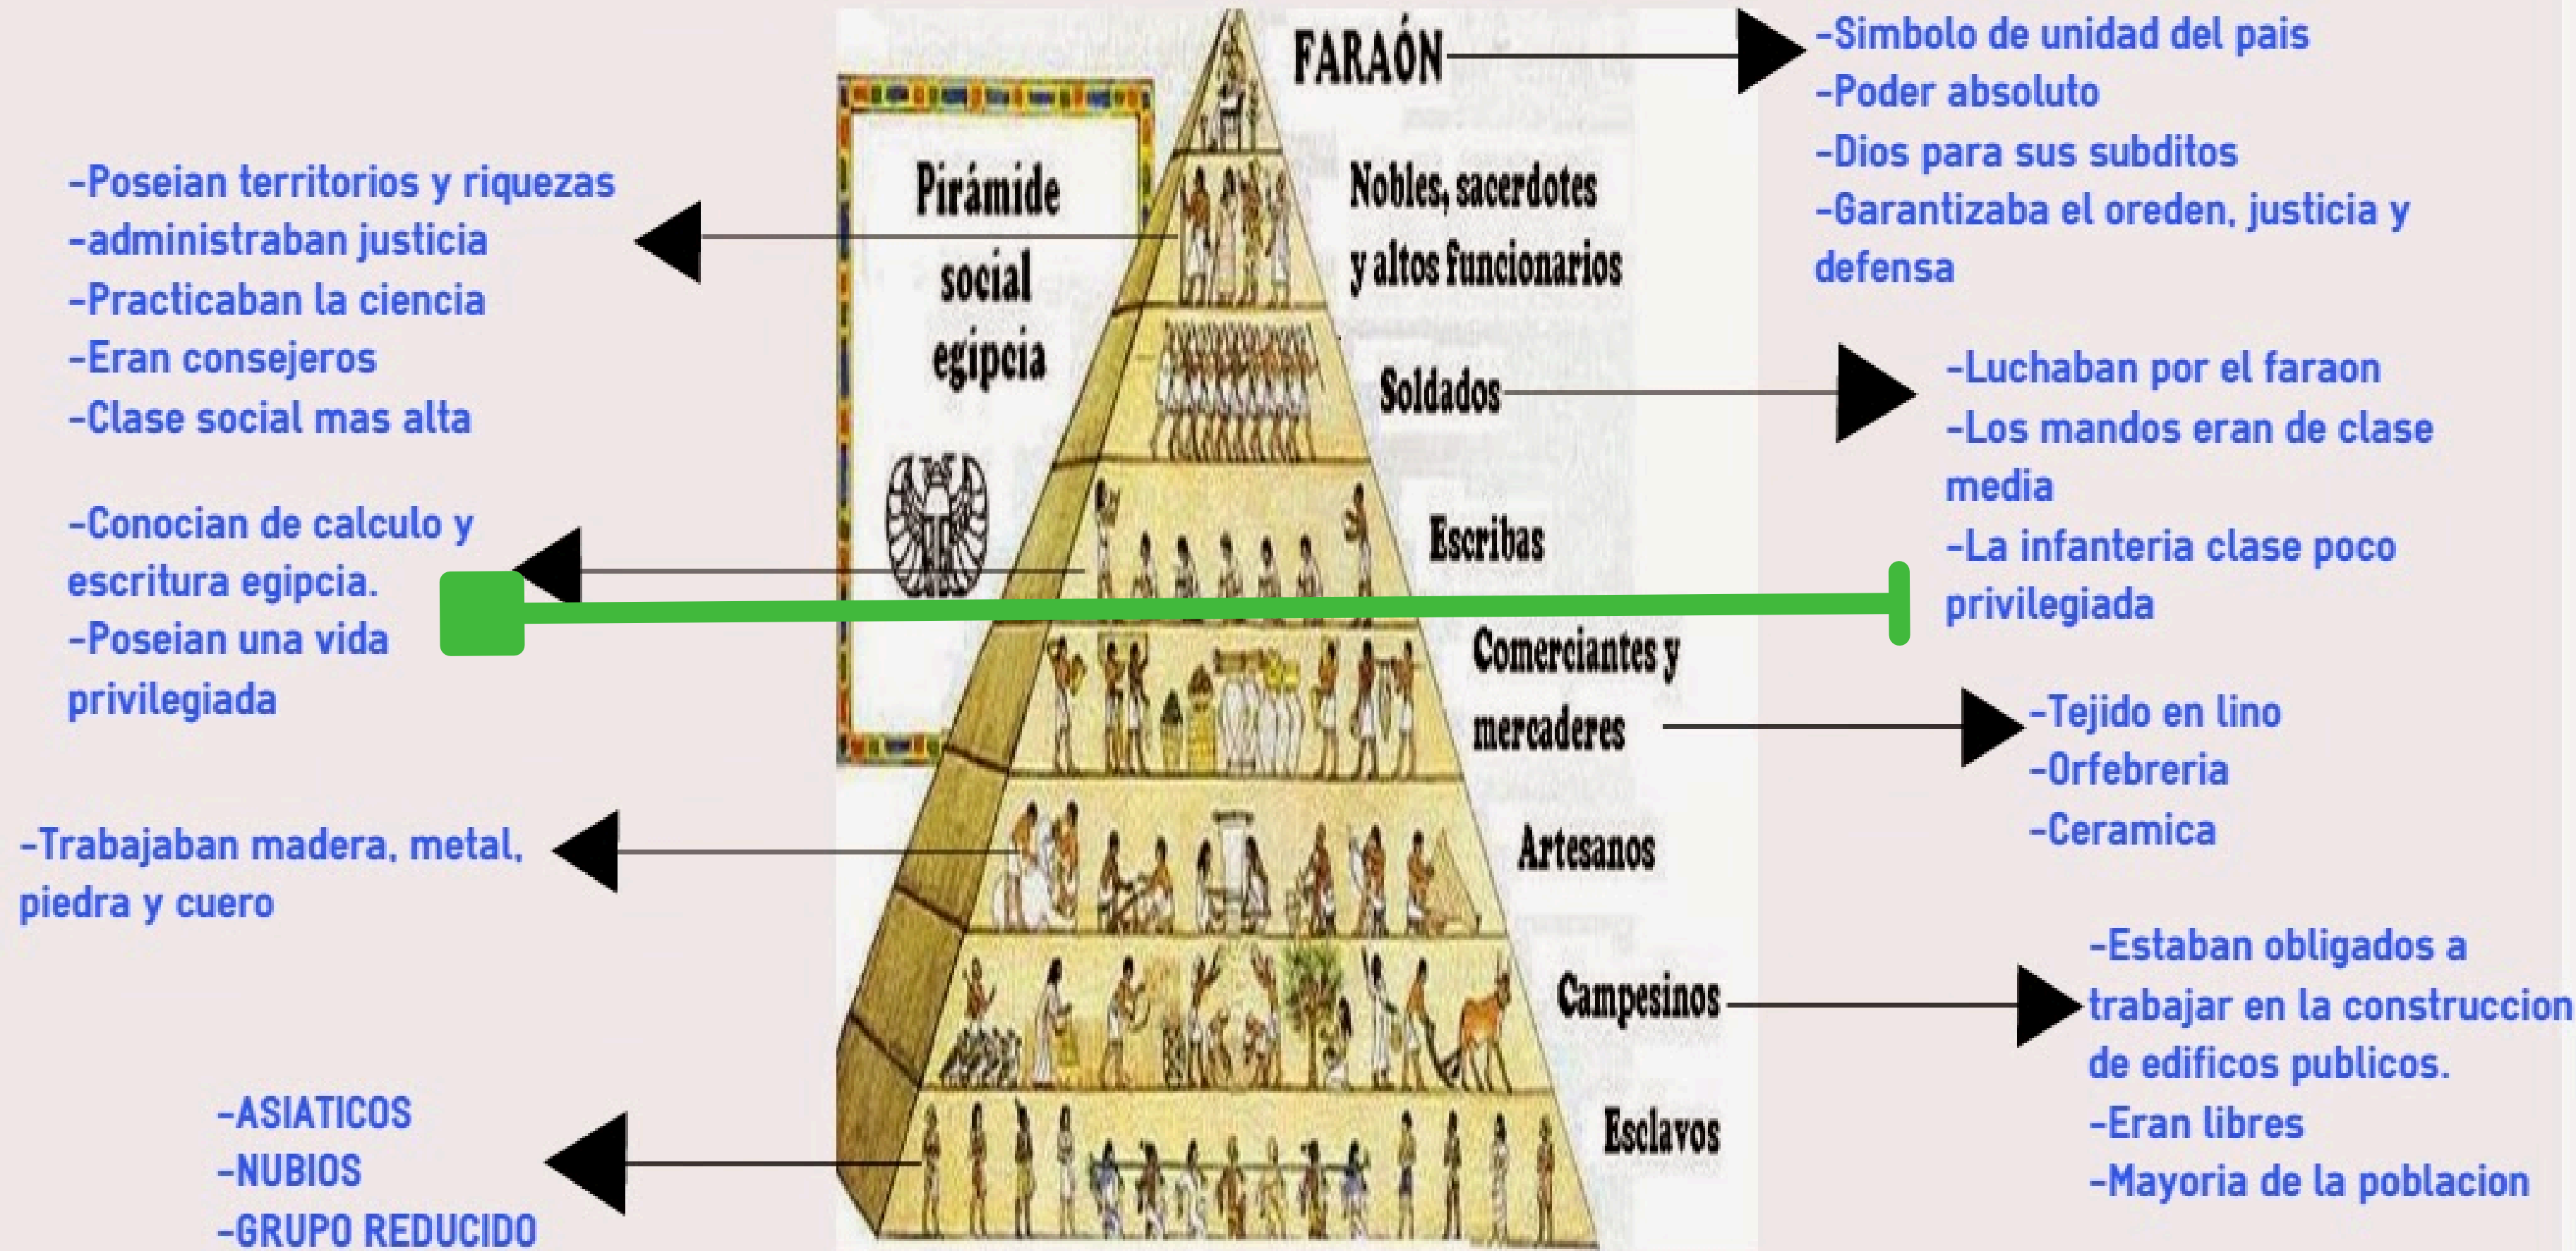 FARAÓN
-Simbolo de unidad del pais
-Poder absoluto
-Dios para sus subditos
-Garantizaba el oreden, justicia y
defensa
Pirámide
social
egipcia
Nobles, sacerdotes
y altos funcionarios
-Poseian territorios y riquezas
-administraban justicia
-Practicaban la ciencia
-Eran consejeros
-Clase social mas alta
Soldados
-Luchaban por el faraon
-Los mandos eran de clase
media
-La infanteria clase poco
privilegiada
Escribas
-Conocian de calculo y
escritura egipcia.
-Poseian una vida
privilegiada
Comerciantes y
mercaderes
-Tejido en lino
-Orfebreria
-Ceramica
Artesanos
-Trabajaban madera, metal,
piedra y cuero
Campesinos
-Estaban obligados a
trabajar en la construccion
de edificos publicos.
-Eran libres
-Mayoria de la poblacion
Esclavos
-ASIATICOS
-NUBIOS
-GRUPO REDUCIDO